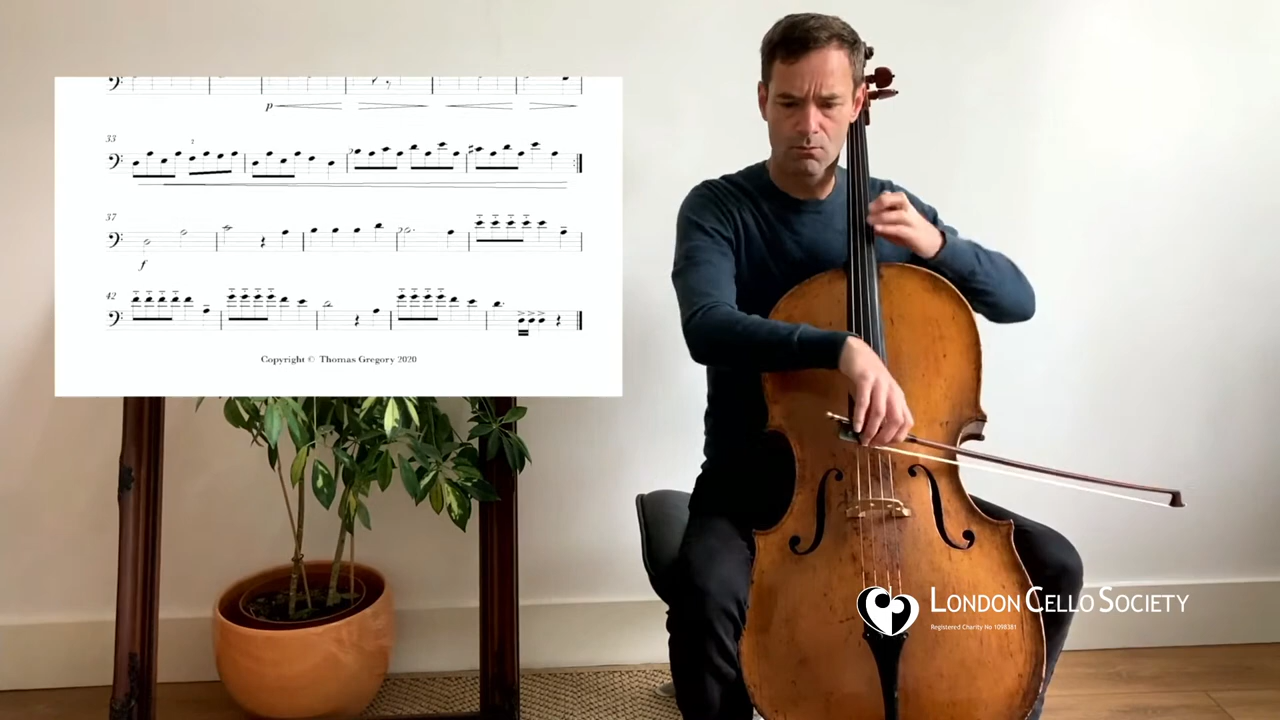 p
33
37
f
42
Copyright © Thomas Gregory 2020
LONDON CELLO SOCIETY
Registered Charity No 1098381